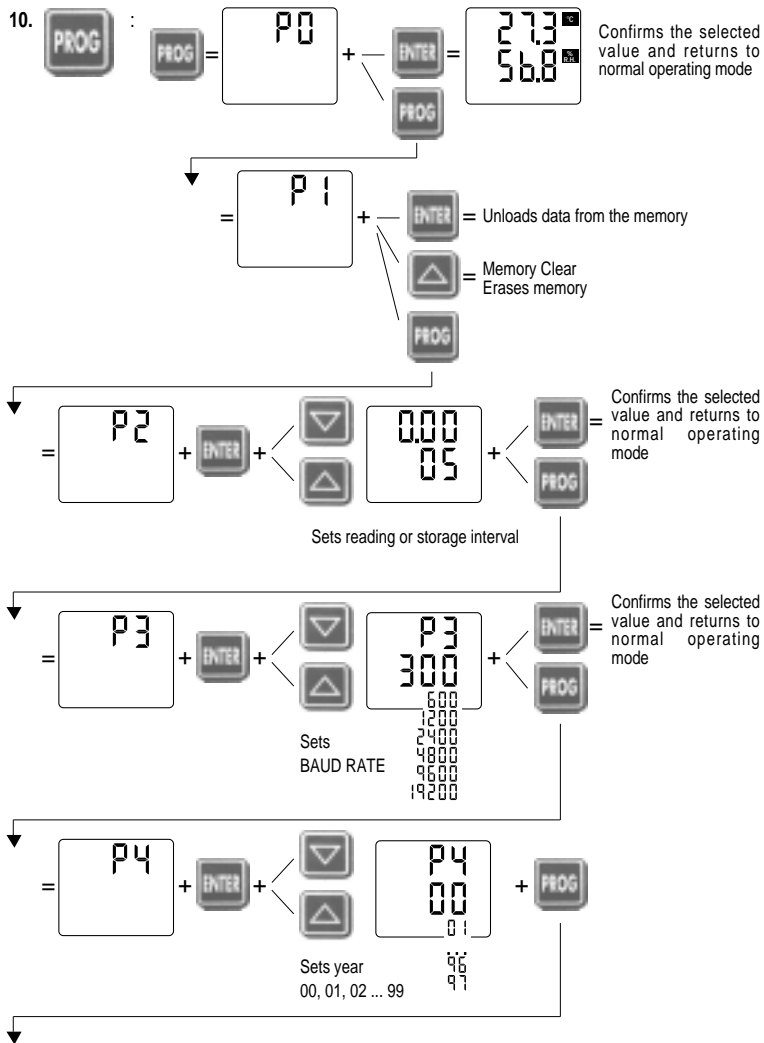 10. PROG : PROG = P0 + ENTER = 27.3 °C
56.8 % R.H.
PROG
Confirms the selected
value and returns to
normal operating mode
= P1 + ENTER = Unloads data from the memory
= Memory Clear
Erases memory
PROG
= P2 + ENTER + 0.00
05 + ENTER =
PROG
Confirms the selected
value and returns to
normal operating
mode
Sets reading or storage interval
= P3 + ENTER + P3
300
600
1200
2400
4800
9600
19200
+ ENTER =
PROG
Confirms the selected
value and returns to
normal operating
mode
Sets
BAUD RATE
= P4 + ENTER + P4
00
01
...
96
97
+ PROG
Sets year
00, 01, 02 ... 99